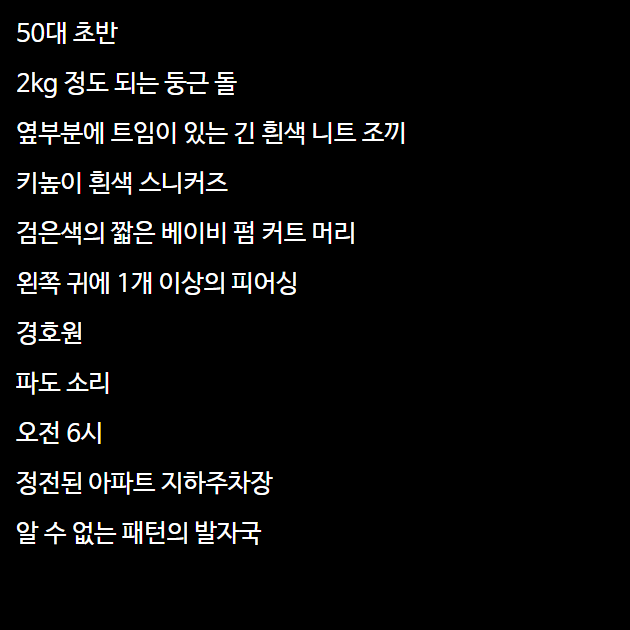 50대 초반
2kg 정도 되는 둥근 돌
옆부분에 트임이 있는 긴 흰색 니트 조끼
키높이 흰색 스니커즈
검은색의 짧은 베이비 펌 커트 머리
왼쪽 귀에 1개 이상의 피어싱
경호원
파도 소리
오전 6시
정전된 아파트 지하주차장
알 수 없는 패턴의 발자국